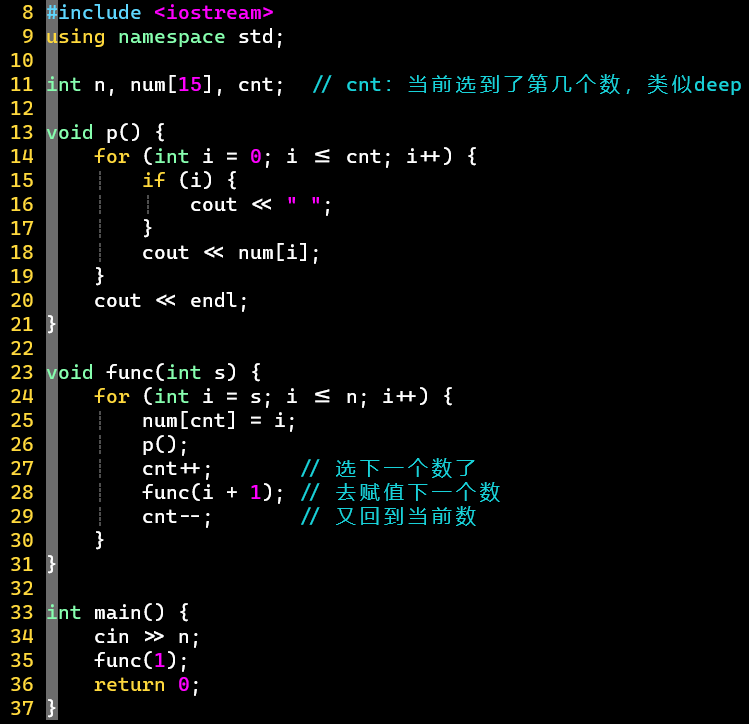 8 #include <iostream>
9 using namespace std;
10
11 int n, num[15], cnt;  // cnt: 当前选到了第几个数，类似deep
12
13 void p() {
14     for (int i = 0; i <= cnt; i++) {
15         if (i) {
16             cout << " ";
17         }
18         cout << num[i];
19     }
20     cout << endl;
21 }
22
23 void func(int s) {
24     for (int i = s; i <= n; i++) {
25         num[cnt] = i;
26         p();
27         cnt++;       // 选下一个数了
28         func(i + 1); // 去赋值下一个数
29         cnt--;       // 又回到当前数
30     }
31 }
32
33 int main() {
34     cin >> n;
35     func(1);
36     return 0;
37 }